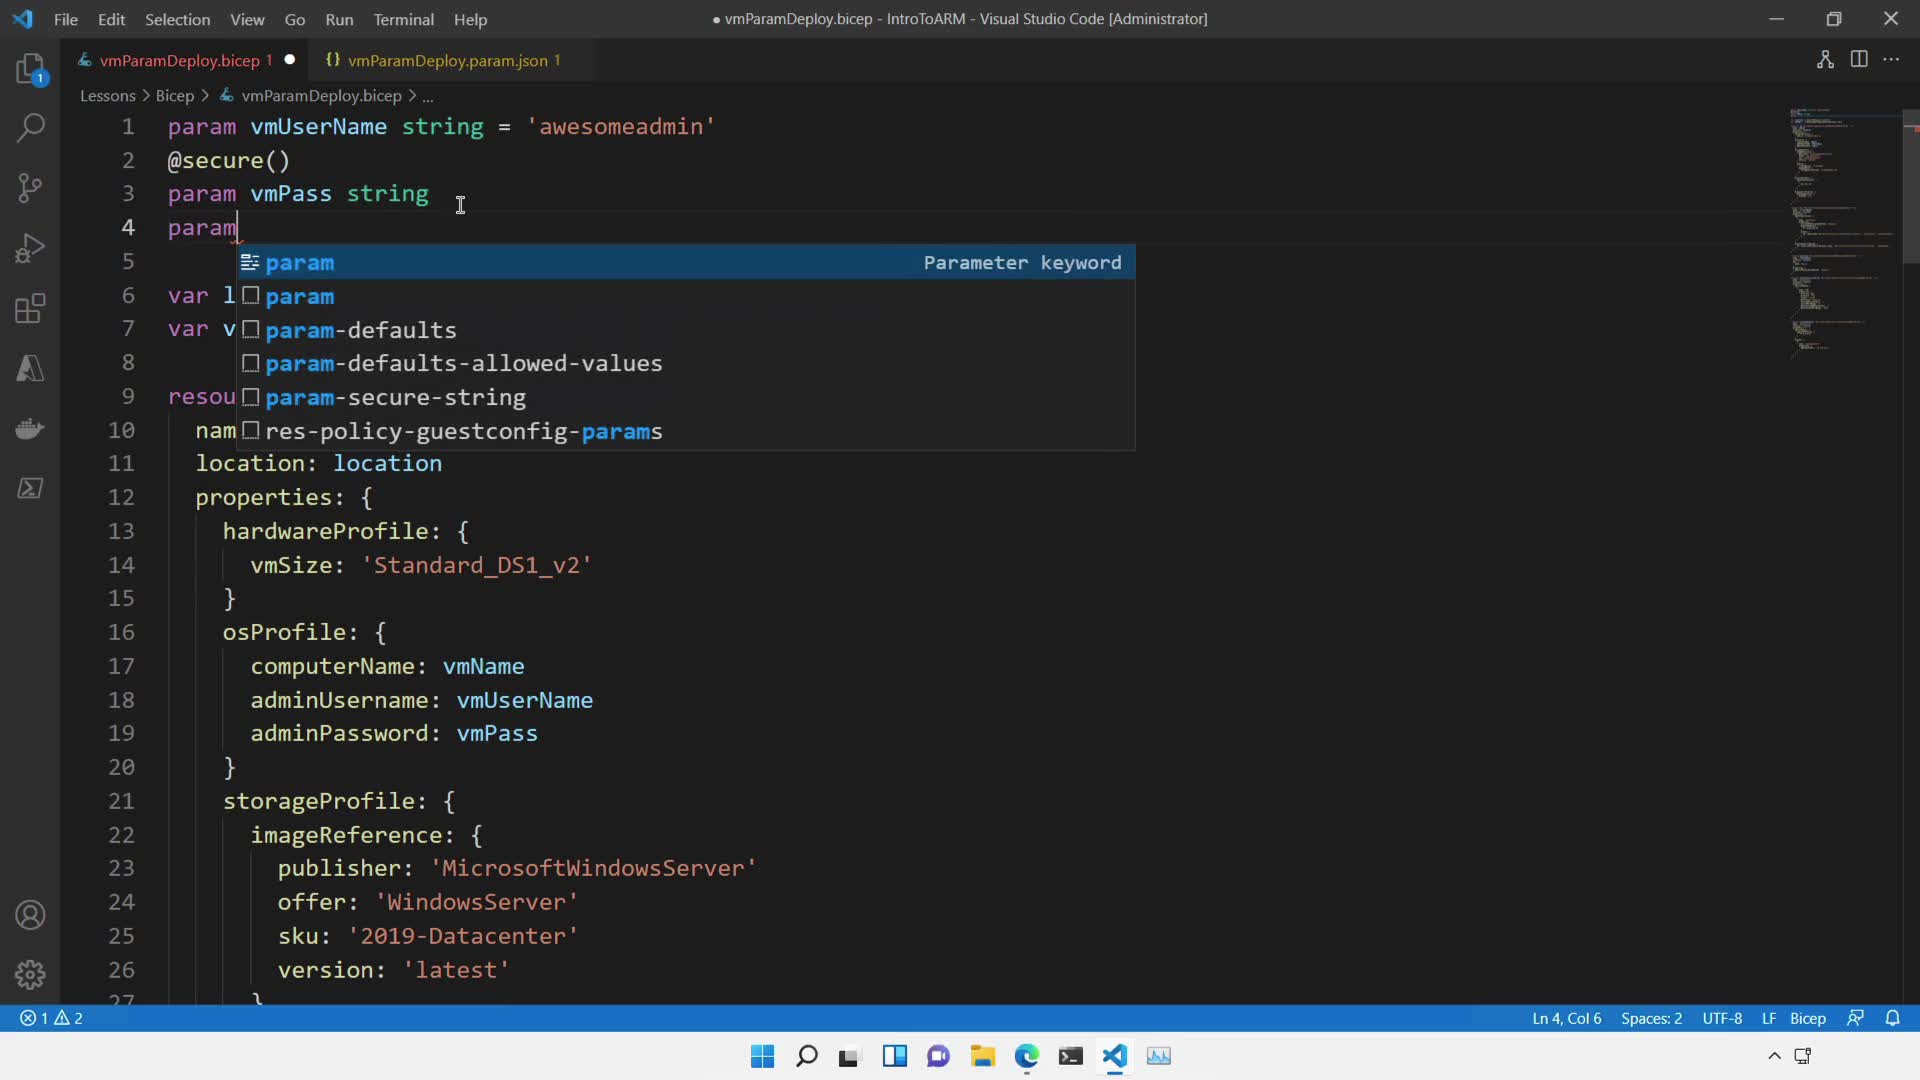 File Edit Selection View Go Run Terminal Help
● vmParamDeploy.bicep - IntroToARM - Visual Studio Code [Administrator]
vmParamDeploy.bicep 1 ●
{} vmParamDeploy.param.json 1
Lessons > Bicep > vmParamDeploy.bicep > ...
1 param vmUserName string = 'awesomeadmin'
2 @secure()
3 param vmPass string
4 param
5
param Parameter keyword
6 var l
param
7 var v
param-defaults
8
param-defaults-allowed-values
9 resou
param-secure-string
10 nam
res-policy-guestconfig-params
11 location: location
12 properties: {
13 hardwareProfile: {
14 vmSize: 'Standard_DS1_v2'
15 }
16 osProfile: {
17 computerName: vmName
18 adminUsername: vmUserName
19 adminPassword: vmPass
20 }
21 storageProfile: {
22 imageReference: {
23 publisher: 'MicrosoftWindowsServer'
24 offer: 'WindowsServer'
25 sku: '2019-Datacenter'
26 version: 'latest'
27 }
1 2
Ln 4, Col 6 Spaces: 2 UTF-8 LF Bicep